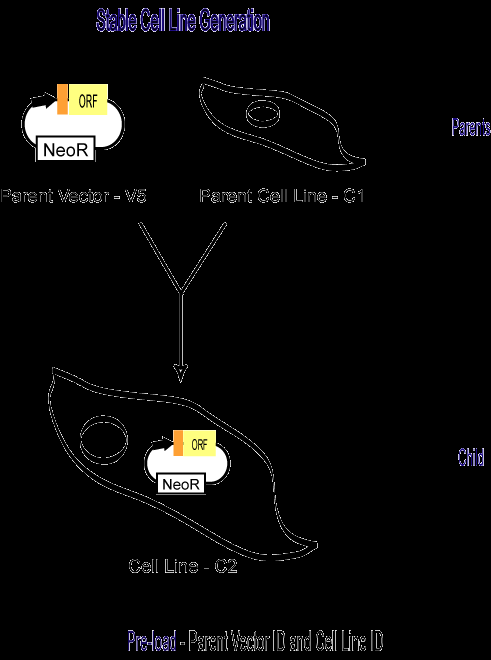 Stable Cell Line Generation
ORF
NeoR
Parents
Parent Vector - V5
Parent Cell Line - C1
ORF
NeoR
Child
Cell Line - C2
Pre-load - Parent Vector ID and Cell Line ID